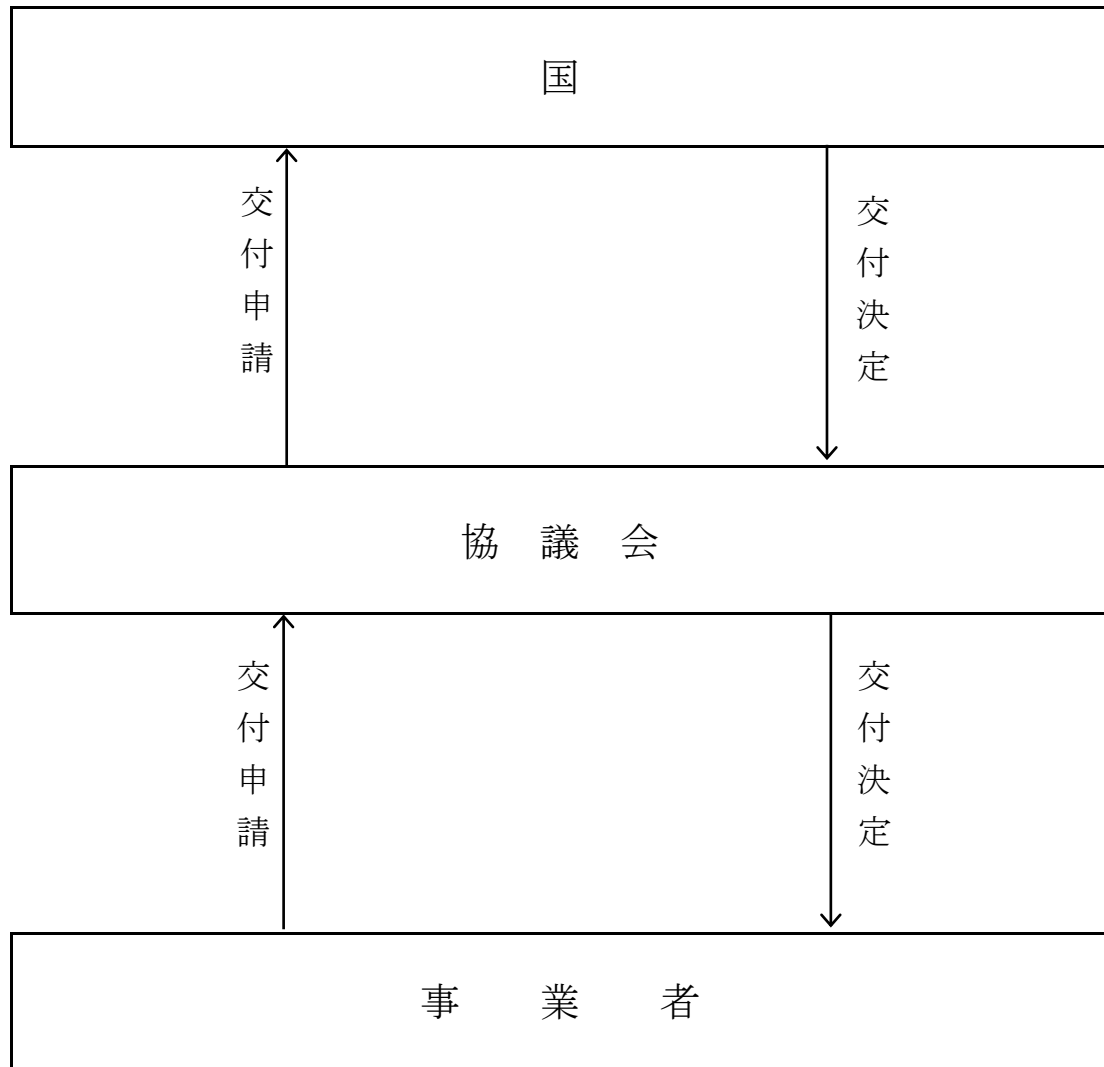 国
交付申請
交付決定
協　議　会
交付申請
交付決定
事　業　者